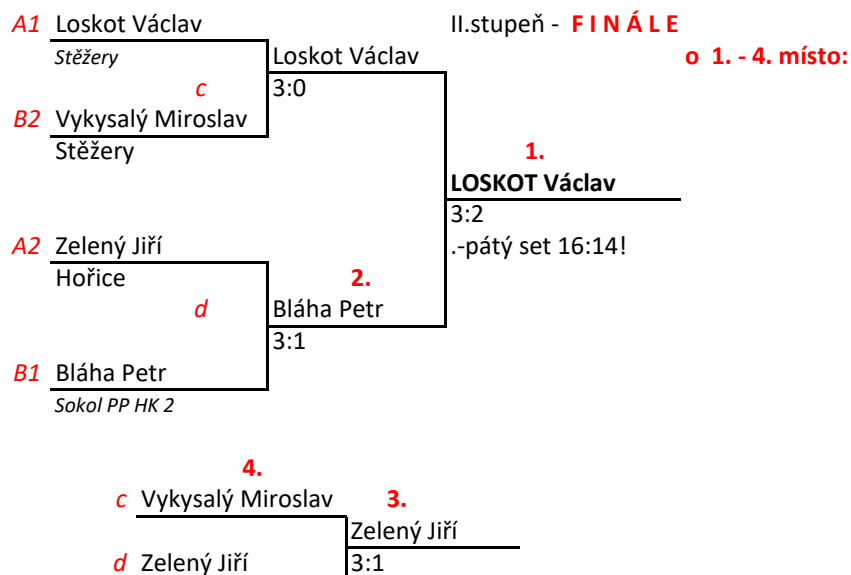 A1 Loskot Václav II.stupeň - F I N Á L E
Stěžery Loskot Václav o 1. - 4. místo:
c 3:0
B2 Vykysalý Miroslav
Stěžery 1.
LOSKOT Václav
3:2
A2 Zelený Jiří .-pátý set 16:14!
Hořice 2.
d Bláha Petr
3:1
B1 Bláha Petr
Sokol PP HK 2
4.
c Vykysalý Miroslav 3.
Zelený Jiří
d Zelený Jiří 3:1